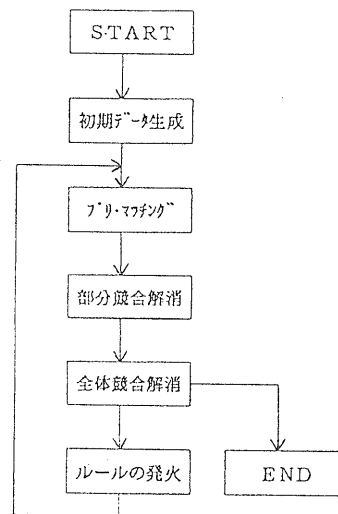 START
初期ﾃﾞｰﾀ生成
ﾌﾟﾘ･ﾏｯﾁﾝｸﾞ
部分競合解消
全体競合解消
ルールの発火
END